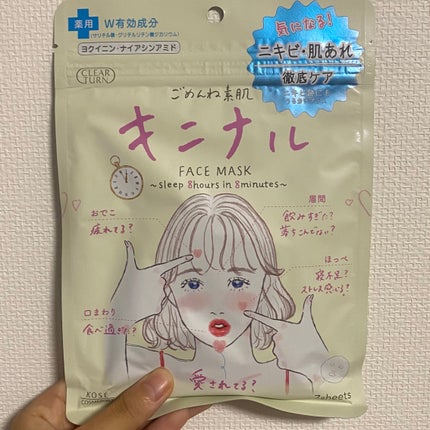 薬用
W有効成分
(サリチル酸・グリチルリチン酸ジカリウム)
ヨクイニン・ナイアシンアミド
気になる!
ニキビ・肌あれ
徹底ケア
CLEAR
TURN
ごめんね素肌
キニナル
FACE MASK
~sleep 8hours in 8minutes~
おでこ
疲れてる?
眉間
飲みすぎた?
落ちこんでない?
ほっぺ
寝不足?
ストレス感じる?
口まわり
食べ過ぎた?
愛されてる?
KOSÉ
7sheets